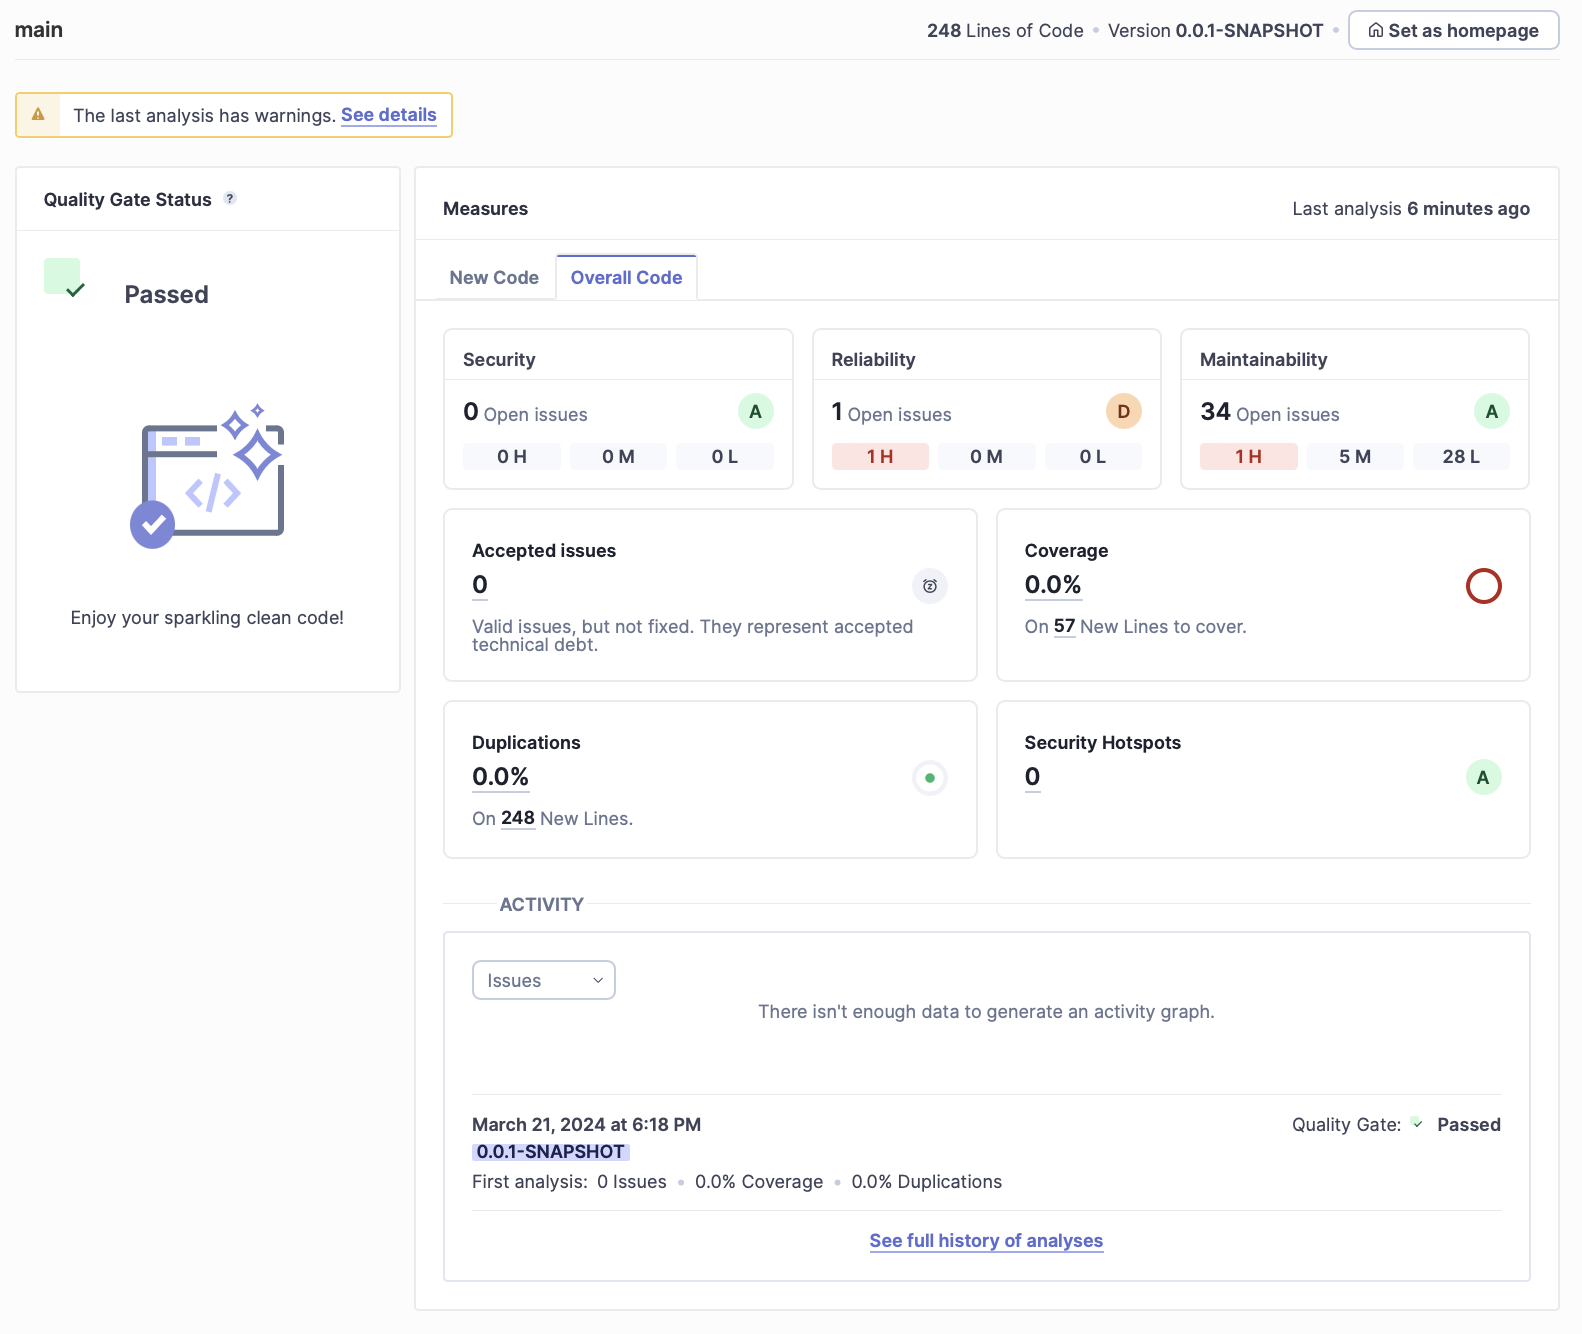 main
248 Lines of Code • Version 0.0.1-SNAPSHOT • Set as homepage
The last analysis has warnings. See details
Quality Gate Status ?
Passed
</>
Enjoy your sparkling clean code!
Measures
Last analysis 6 minutes ago
New Code
Overall Code
Security
0 Open issues A
0 H 0 M 0 L
Reliability
1 Open issues D
1 H 0 M 0 L
Maintainability
34 Open issues A
1 H 5 M 28 L
Accepted issues
0
Valid issues, but not fixed. They represent accepted
technical debt.
Coverage
0.0%
On 57 New Lines to cover.
Duplications
0.0%
On 248 New Lines.
Security Hotspots
0 A
ACTIVITY
Issues
There isn't enough data to generate an activity graph.
March 21, 2024 at 6:18 PM
Quality Gate: Passed
0.0.1-SNAPSHOT
First analysis: 0 Issues • 0.0% Coverage • 0.0% Duplications
See full history of analyses